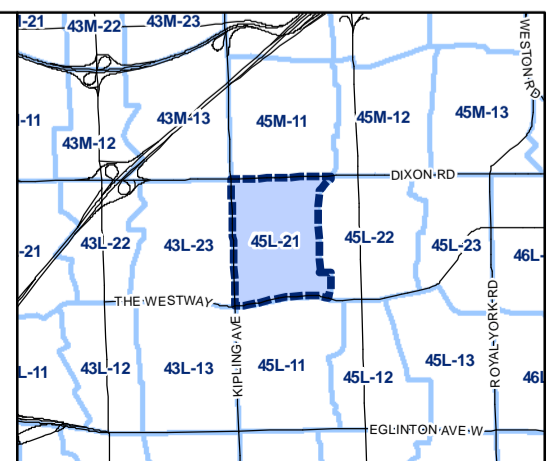 -21
43M-22
43M-23
WESTON RD
-11
43M-13
45M-11
45M-12
45M-13
43M-12
DIXON RD
-21
43L-22
43L-23
45L-21
45L-22
45L-23
46L-
THE WESTWAY
KIPLING AVE
ROYAL YORK RD
L-11
43L-12
43L-13
45L-11
45L-12
45L-13
46L
EGLINTON AVE W